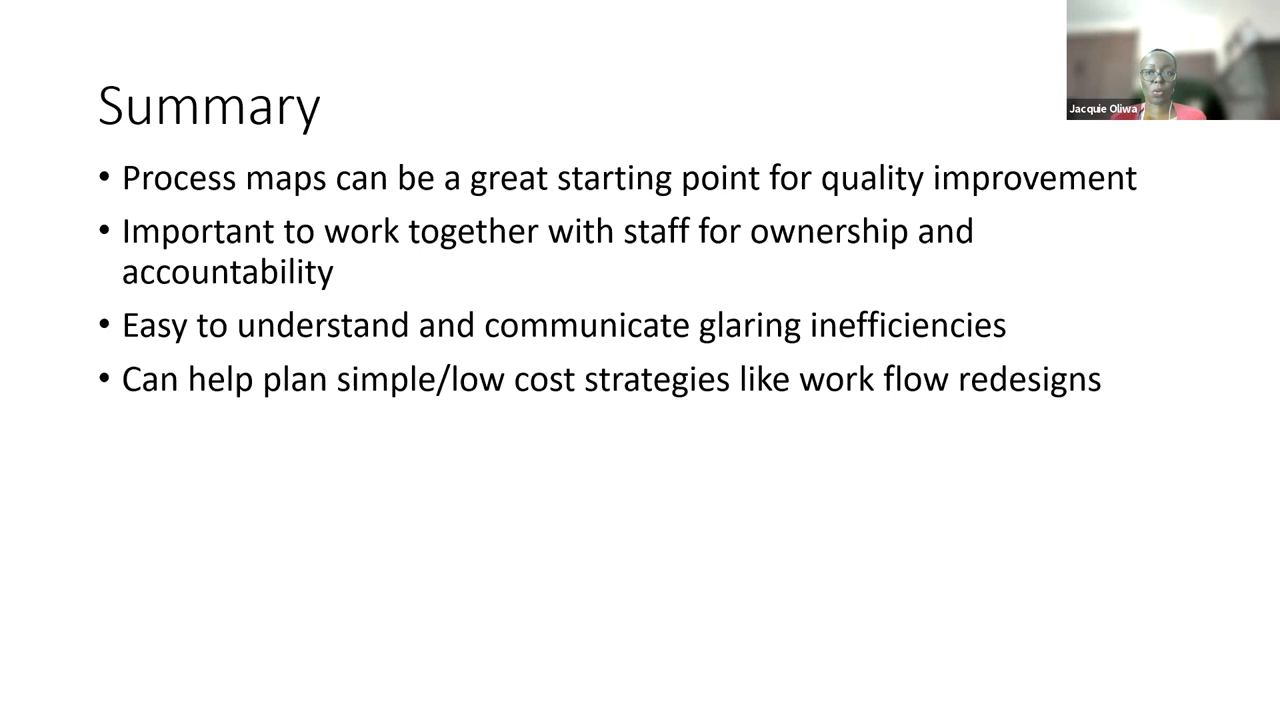 Jacquie Oliwa
Summary
• Process maps can be a great starting point for quality improvement
• Important to work together with staff for ownership and
accountability
• Easy to understand and communicate glaring inefficiencies
• Can help plan simple/low cost strategies like work flow redesigns